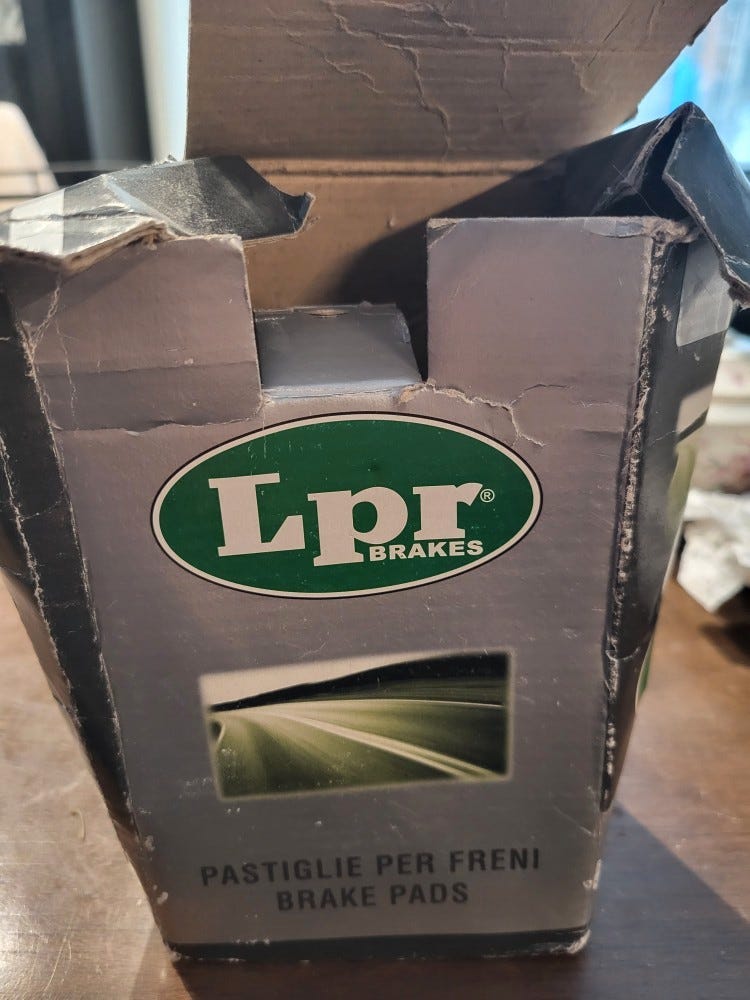 Lpr®
BRAKES
PASTIGLIE PER FRENI
BRAKE PADS